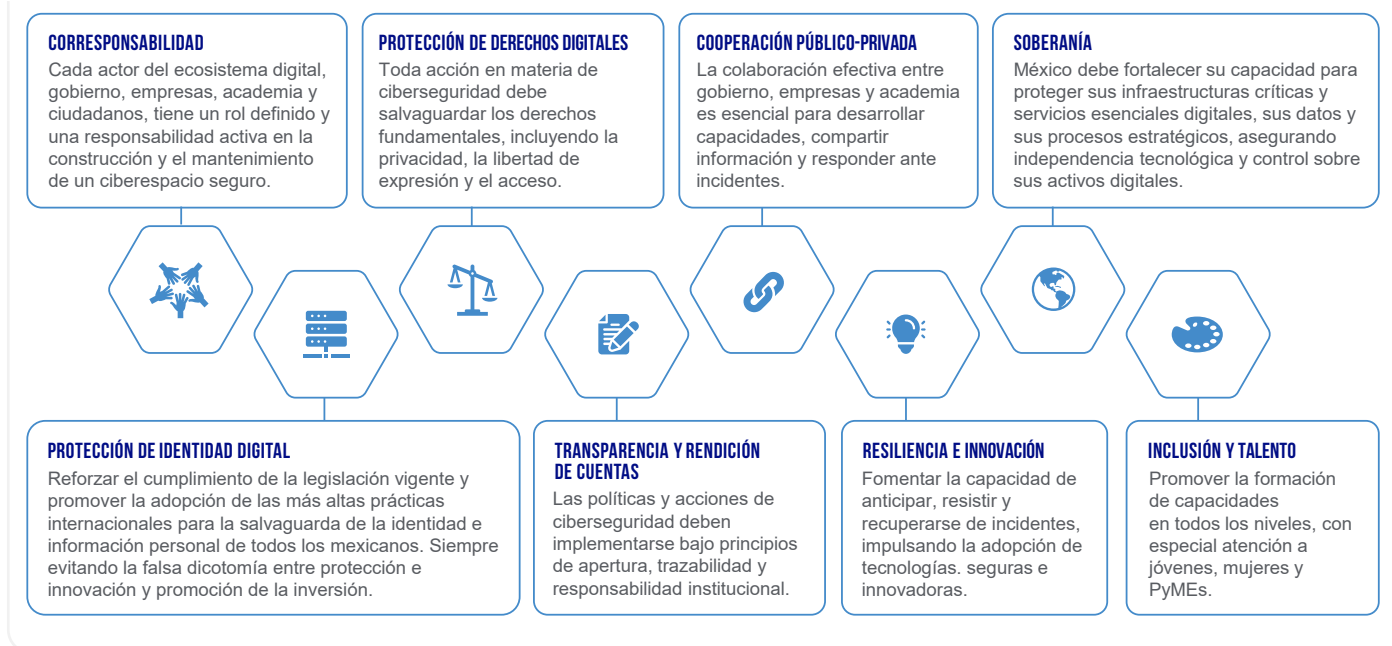 CORRESPONSABILIDAD
Cada actor del ecosistema digital,
gobierno, empresas, academia y
ciudadanos, tiene un rol definido y
una responsabilidad activa en la
construcción y el mantenimiento
de un ciberespacio seguro.
PROTECCIÓN DE DERECHOS DIGITALES
Toda acción en materia de
ciberseguridad debe
salvaguardar los derechos
fundamentales, incluyendo la
privacidad, la libertad de
expresión y el acceso.
COOPERACIÓN PÚBLICO-PRIVADA
La colaboración efectiva entre
gobierno, empresas y academia
es esencial para desarrollar
capacidades, compartir
información y responder ante
incidentes.
SOBERANÍA
México debe fortalecer su capacidad para
proteger sus infraestructuras críticas y
servicios esenciales digitales, sus datos y
sus procesos estratégicos, asegurando
independencia tecnológica y control sobre
sus activos digitales.
PROTECCIÓN DE IDENTIDAD DIGITAL
Reforzar el cumplimiento de la legislación vigente y
promover la adopción de las más altas prácticas
internacionales para la salvaguarda de la identidad e
información personal de todos los mexicanos. Siempre
evitando la falsa dicotomía entre protección e
innovación y promoción de la inversión.
TRANSPARENCIA Y RENDICIÓN
DE CUENTAS
Las políticas y acciones de
ciberseguridad deben
implementarse bajo principios
de apertura, trazabilidad y
responsabilidad institucional.
RESILIENCIA E INNOVACIÓN
Fomentar la capacidad de
anticipar, resistir y
recuperarse de incidentes,
impulsando la adopción de
tecnologías. seguras e
innovadoras.
INCLUSIÓN Y TALENTO
Promover la formación
de capacidades
en todos los niveles, con
especial atención a
jóvenes, mujeres y
PyMEs.